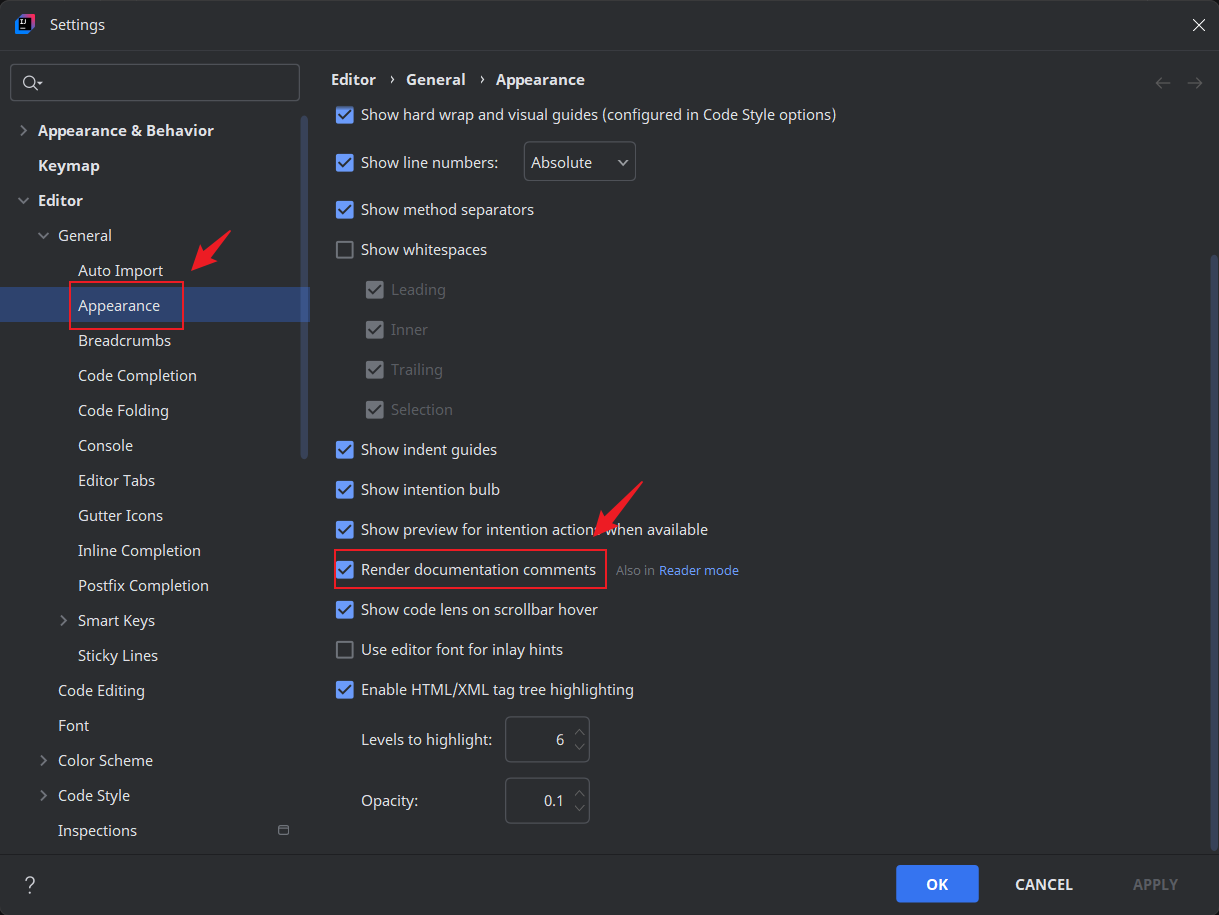 Settings
Editor › General › Appearance
Appearance & Behavior
Keymap
Editor
General
Auto Import
Appearance
Breadcrumbs
Code Completion
Code Folding
Console
Editor Tabs
Gutter Icons
Inline Completion
Postfix Completion
Smart Keys
Sticky Lines
Code Editing
Font
Color Scheme
Code Style
Inspections
Show hard wrap and visual guides (configured in Code Style options)
Show line numbers: Absolute
Show method separators
Show whitespaces
Leading
Inner
Trailing
Selection
Show indent guides
Show intention bulb
Show preview for intention actions when available
Render documentation comments Also in Reader mode
Show code lens on scrollbar hover
Use editor font for inlay hints
Enable HTML/XML tag tree highlighting
Levels to highlight: 6
Opacity: 0.1
? OK CANCEL APPLY